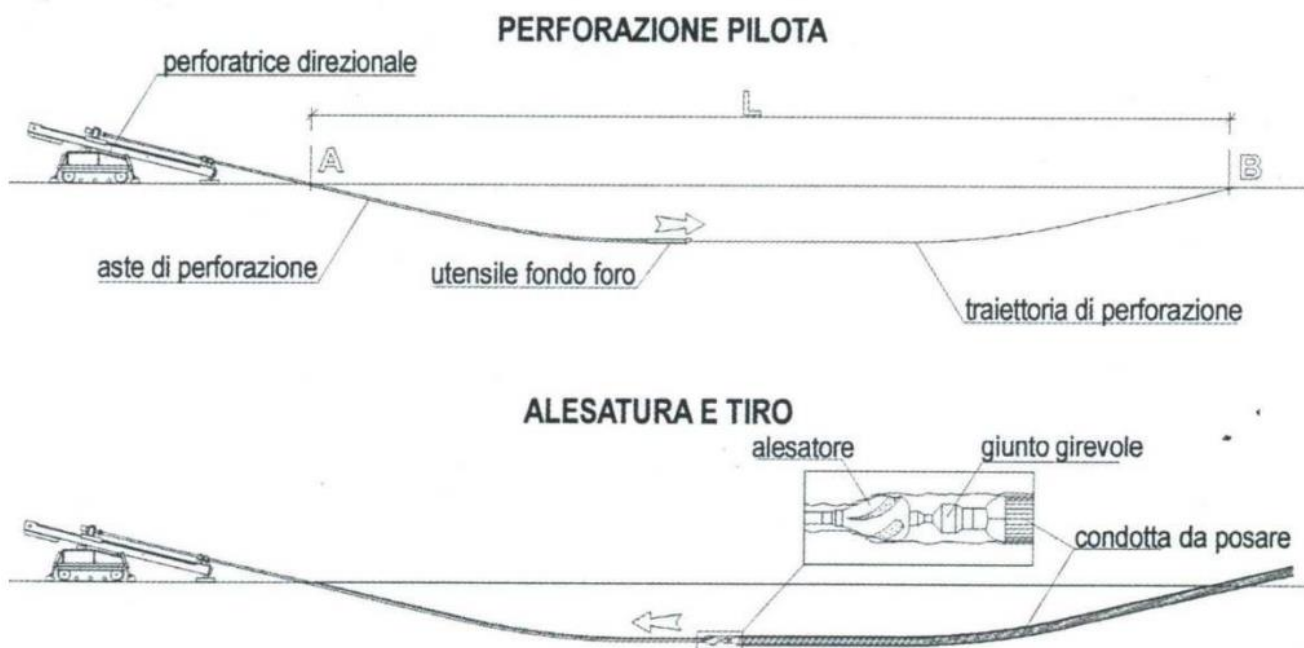 PERFORAZIONE PILOTA
perforatrice direzionale
L
A
B
aste di perforazione
utensile fondo foro
traiettoria di perforazione
ALESATURA E TIRO
alesatore
giunto girevole
condotta da posare